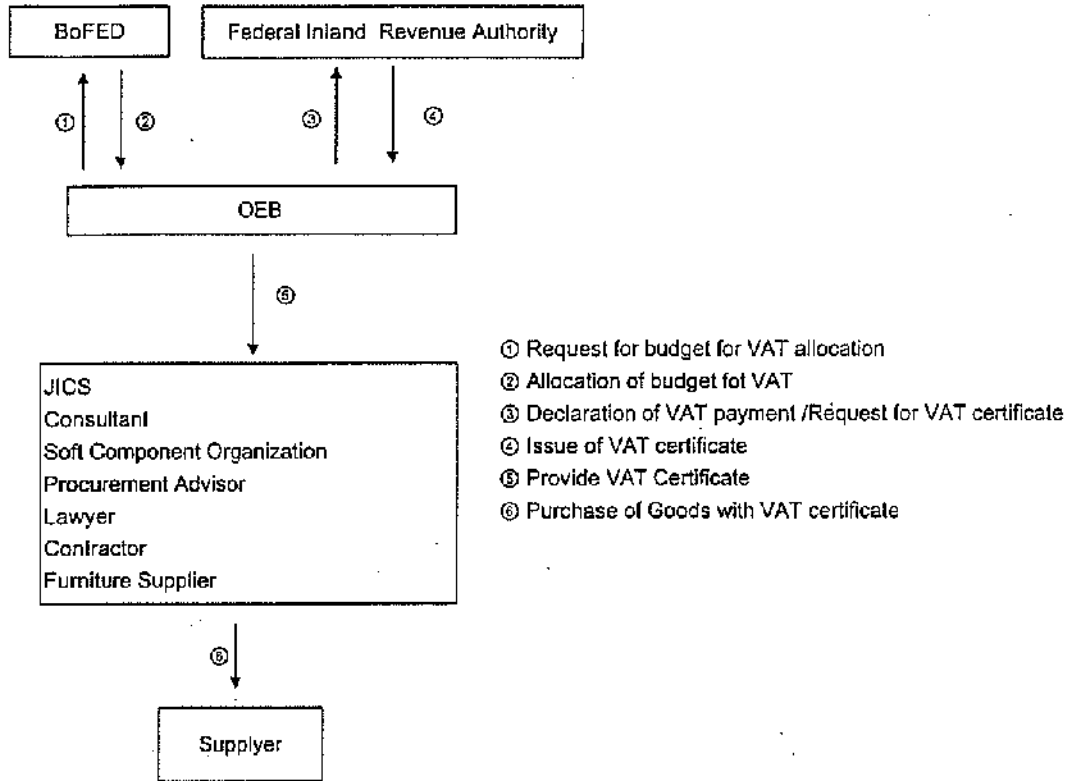 BoFED
Federal Inland Revenue Authority
①
②
③
④
OEB
⑤
JICS
Consultant
Soft Component Organization
Procurement Advisor
Lawyer
Contractor
Furniture Supplier
① Request for budget for VAT allocation
② Allocation of budget fot VAT
③ Declaration of VAT payment /Request for VAT certificate
④ Issue of VAT certificate
⑤ Provide VAT Certificate
⑥ Purchase of Goods with VAT certificate
⑥
Supplyer